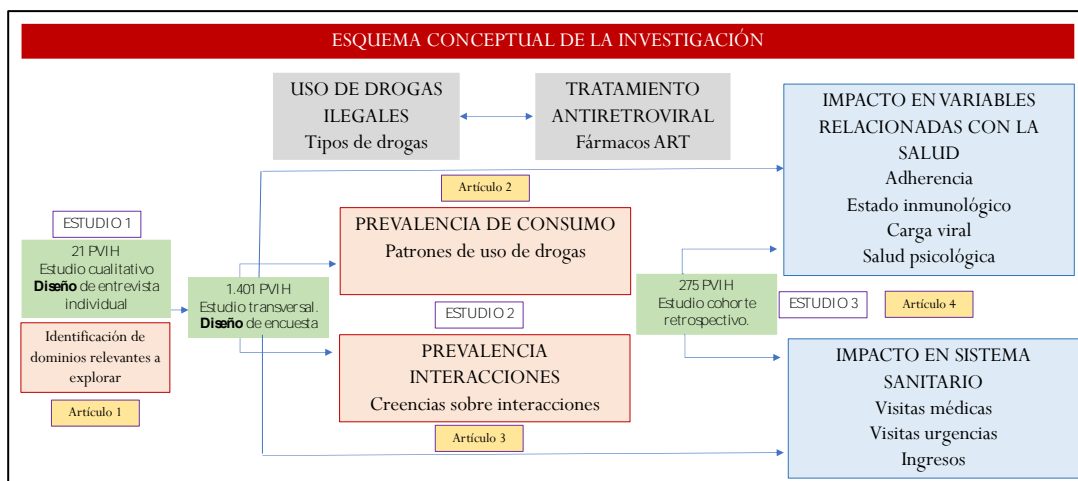 ESQUEMA CONCEPTUAL DE LA INVESTIGACIÓN
USO DE DROGAS
ILEGALES
Tipos de drogas
TRATAMIENTO
ANTIRETROVIRAL
Fármacos ART
IMPACTO EN VARIABLES
RELACIONADAS CON LA
SALUD
Adherencia
Estado inmunológico
Carga viral
Salud psicológica
Artículo 2
ESTUDIO 1
21 PVIH
Estudio cualitativo
Diseño de entrevista
individual
Identificación de
dominios relevantes a
explorar
Artículo 1
1.401 PVIH
Estudio transversal.
Diseño de encuesta
PREVALENCIA DE CONSUMO
Patrones de uso de drogas
ESTUDIO 2
PREVALENCIA
INTERACCIONES
Creencias sobre interacciones
Artículo 3
275 PVIH
Estudio cohorte
retrospectivo.
ESTUDIO 3
Artículo 4
IMPACTO EN SISTEMA
SANITARIO
Visitas médicas
Visitas urgencias
Ingresos